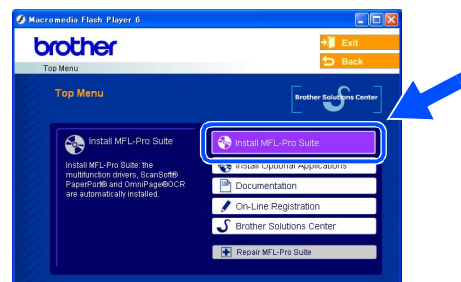 Macromedia Flash Player 6
brother
Exit
Back
Top Menu
Top Menu
Brother Solutions Center
Install MFL-Pro Suite
Install MFL-Pro Suite: the
multifunction drivers, ScanSoft®
PaperPort® and OmniPage®OCR
are automatically installed.
Install MFL-Pro Suite
Install Optional Applications
Documentation
On-Line Registration
Brother Solutions Center
Repair MFL-Pro Suite